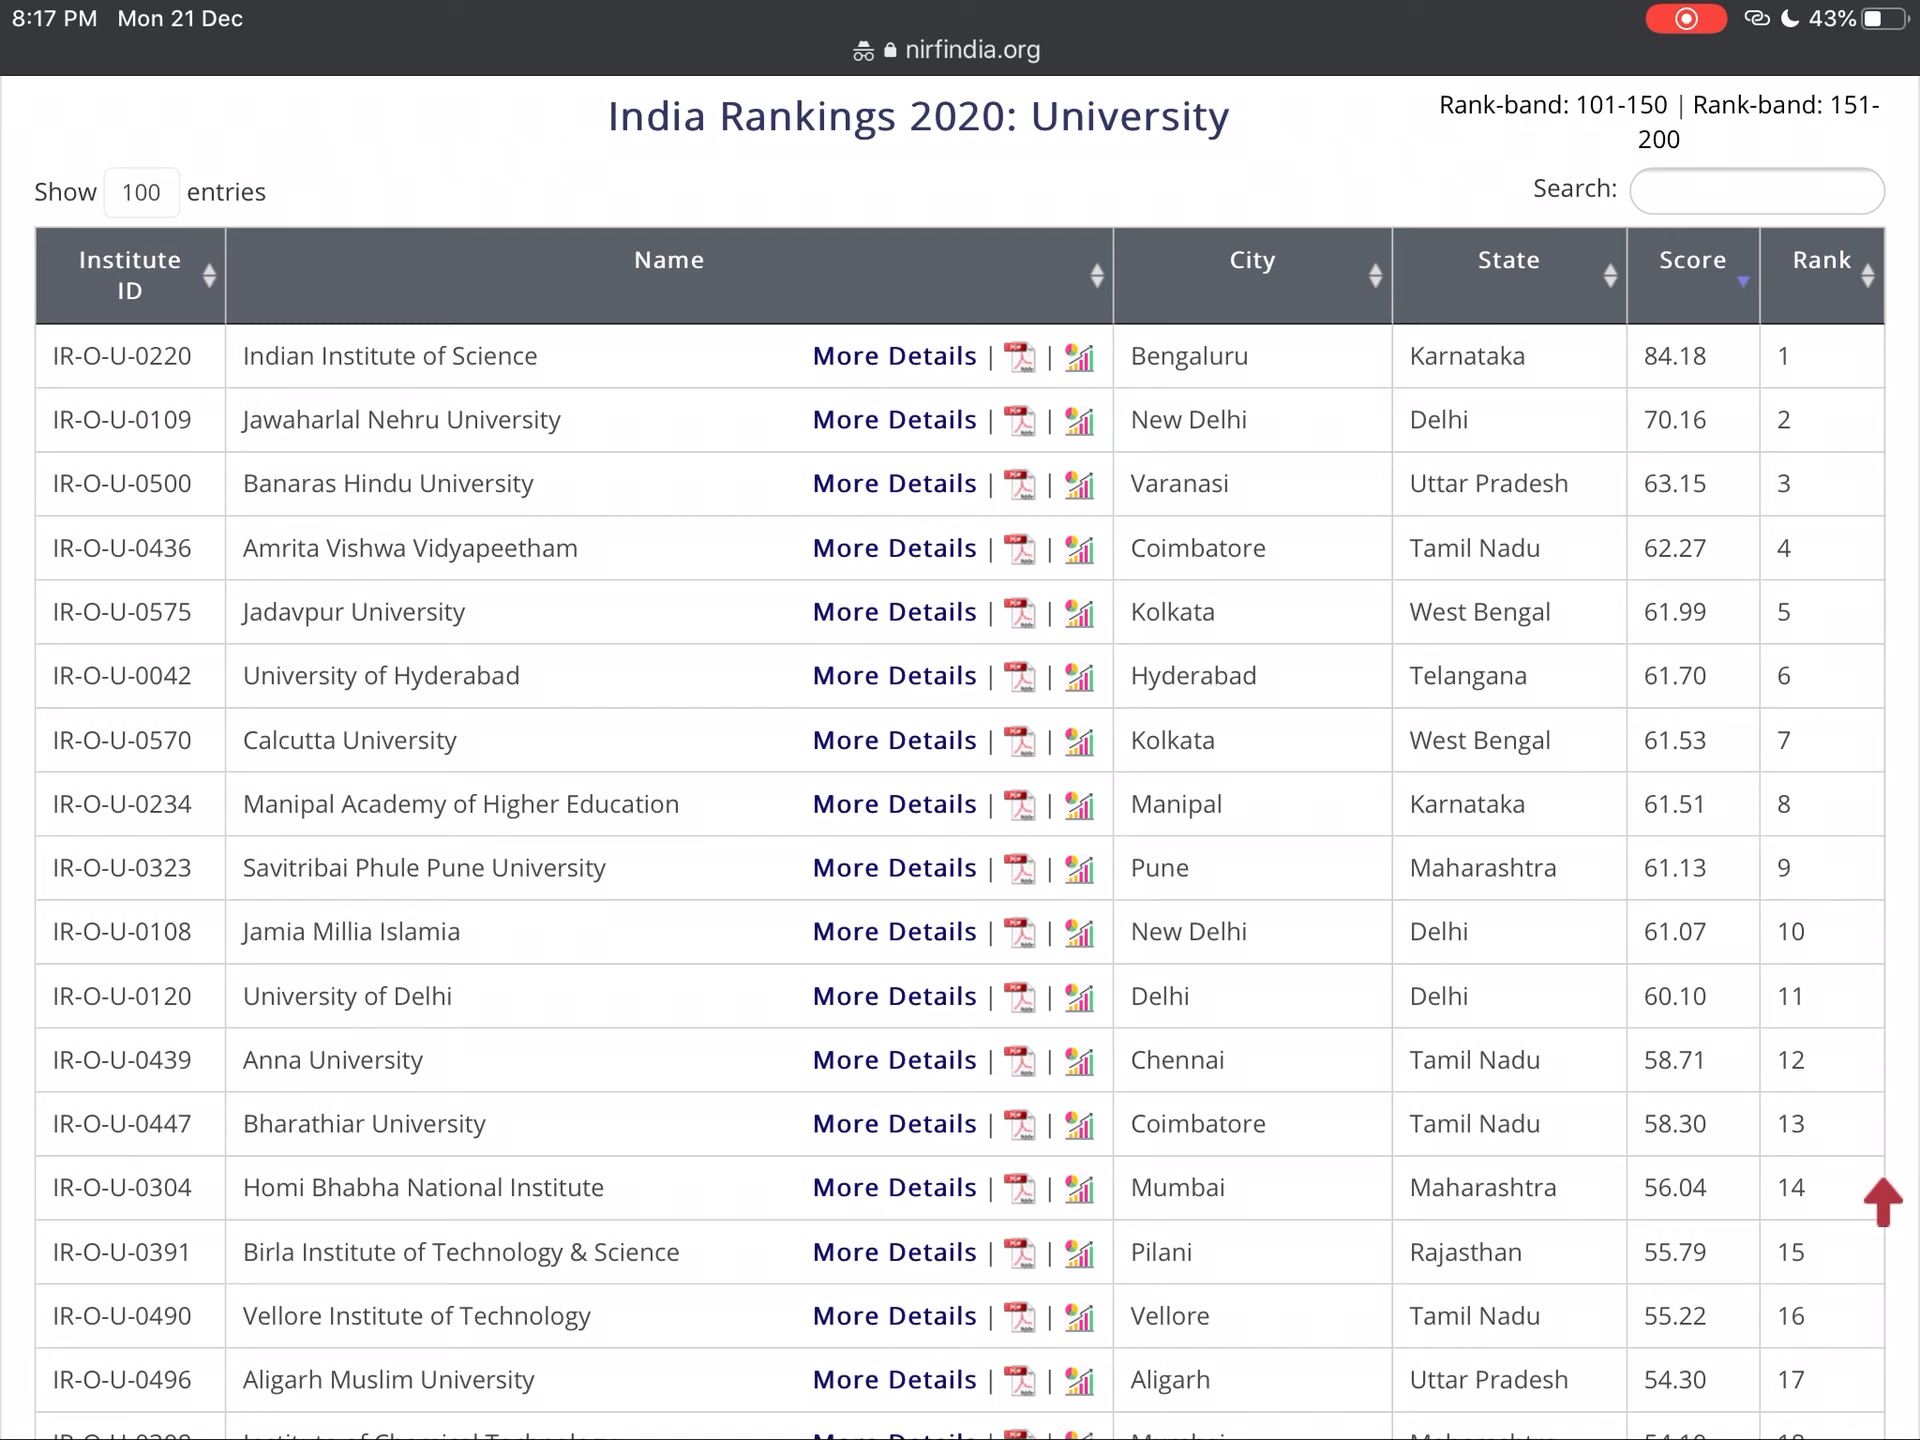 8:17 PM Mon 21 Dec 43%
nirfindia.org
India Rankings 2020: University
Rank-band: 101-150 | Rank-band: 151-
200
Show 100 entries Search:
Institute ID Name City State Score Rank
IR-O-U-0220 Indian Institute of Science More Details | | Bengaluru Karnataka 84.18 1
IR-O-U-0109 Jawaharlal Nehru University More Details | | New Delhi Delhi 70.16 2
IR-O-U-0500 Banaras Hindu University More Details | | Varanasi Uttar Pradesh 63.15 3
IR-O-U-0436 Amrita Vishwa Vidyapeetham More Details | | Coimbatore Tamil Nadu 62.27 4
IR-O-U-0575 Jadavpur University More Details | | Kolkata West Bengal 61.99 5
IR-O-U-0042 University of Hyderabad More Details | | Hyderabad Telangana 61.70 6
IR-O-U-0570 Calcutta University More Details | | Kolkata West Bengal 61.53 7
IR-O-U-0234 Manipal Academy of Higher Education More Details | | Manipal Karnataka 61.51 8
IR-O-U-0323 Savitribai Phule Pune University More Details | | Pune Maharashtra 61.13 9
IR-O-U-0108 Jamia Millia Islamia More Details | | New Delhi Delhi 61.07 10
IR-O-U-0120 University of Delhi More Details | | Delhi Delhi 60.10 11
IR-O-U-0439 Anna University More Details | | Chennai Tamil Nadu 58.71 12
IR-O-U-0447 Bharathiar University More Details | | Coimbatore Tamil Nadu 58.30 13
IR-O-U-0304 Homi Bhabha National Institute More Details | | Mumbai Maharashtra 56.04 14
IR-O-U-0391 Birla Institute of Technology & Science More Details | | Pilani Rajasthan 55.79 15
IR-O-U-0490 Vellore Institute of Technology More Details | | Vellore Tamil Nadu 55.22 16
IR-O-U-0496 Aligarh Muslim University More Details | | Aligarh Uttar Pradesh 54.30 17